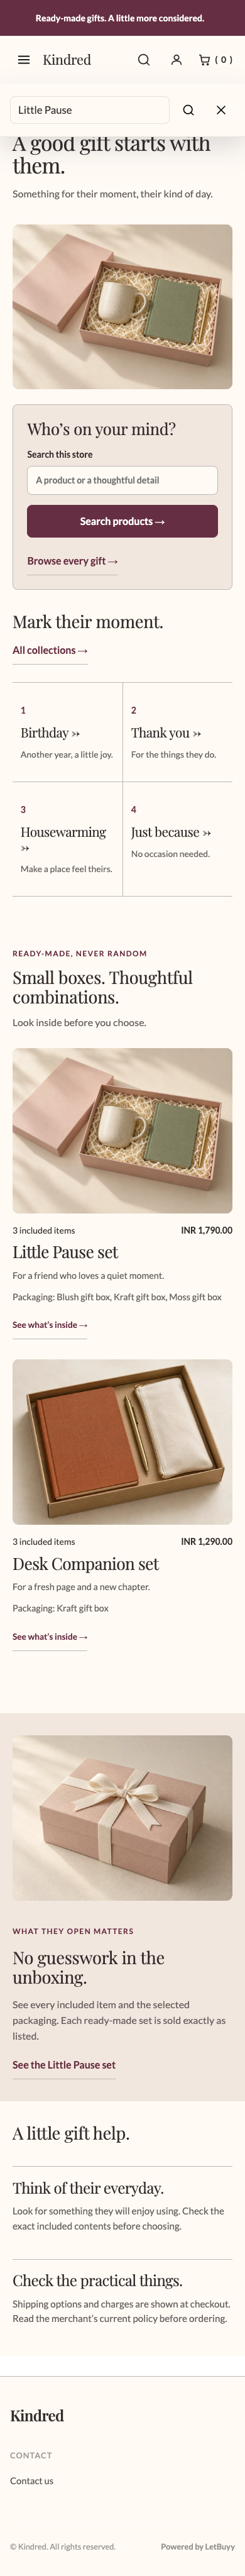 Ready-made gifts. A little more considered.
Kindred
( 0 )
Little Pause
A good gift starts with
them.
Something for their moment, their kind of day.
Who's on your mind?
Search this store
A product or a thoughtful detail
Search products →
Browse every gift →
Mark their moment.
All collections →
1
Birthday →
Another year, a little joy.
2
Thank you →
For the things they do.
3
Housewarming
→
Make a place feel theirs.
4
Just because →
No occasion needed.
READY-MADE, NEVER RANDOM
Small boxes. Thoughtful
combinations.
Look inside before you choose.
3 included items
INR 1,790.00
Little Pause set
For a friend who loves a quiet moment.
Packaging: Blush gift box, Kraft gift box, Moss gift box
See what's inside →
3 included items
INR 1,290.00
Desk Companion set
For a fresh page and a new chapter.
Packaging: Kraft gift box
See what's inside →
WHAT THEY OPEN MATTERS
No guesswork in the
unboxing.
See every included item and the selected
packaging. Each ready-made set is sold exactly as
listed.
See the Little Pause set
A little gift help.
Think of their everyday.
Look for something they will enjoy using. Check the
exact included contents before choosing.
Check the practical things.
Shipping options and charges are shown at checkout.
Read the merchant's current policy before ordering.
Kindred
CONTACT
Contact us
© Kindred. All rights reserved.
Powered by LetBuyy